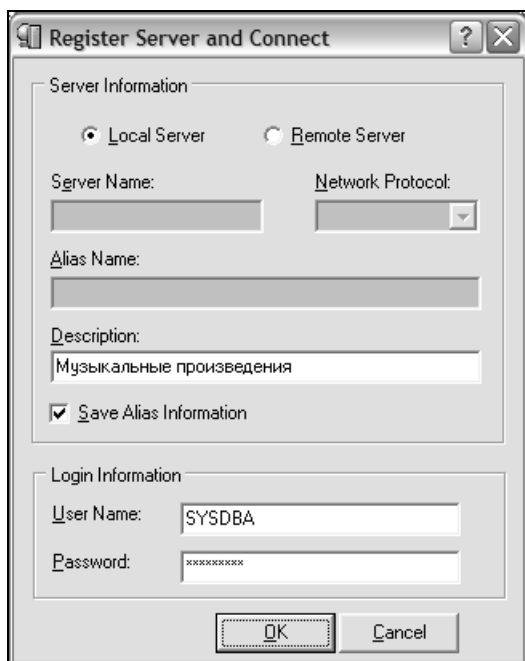 Register Server and Connect
Server Information
Local Server Remote Server
Server Name: Network Protocol:
Alias Name:
Description:
Музыкальные произведения
Save Alias Information
Login Information
User Name: SYSDBA
Password: *********
OK Cancel